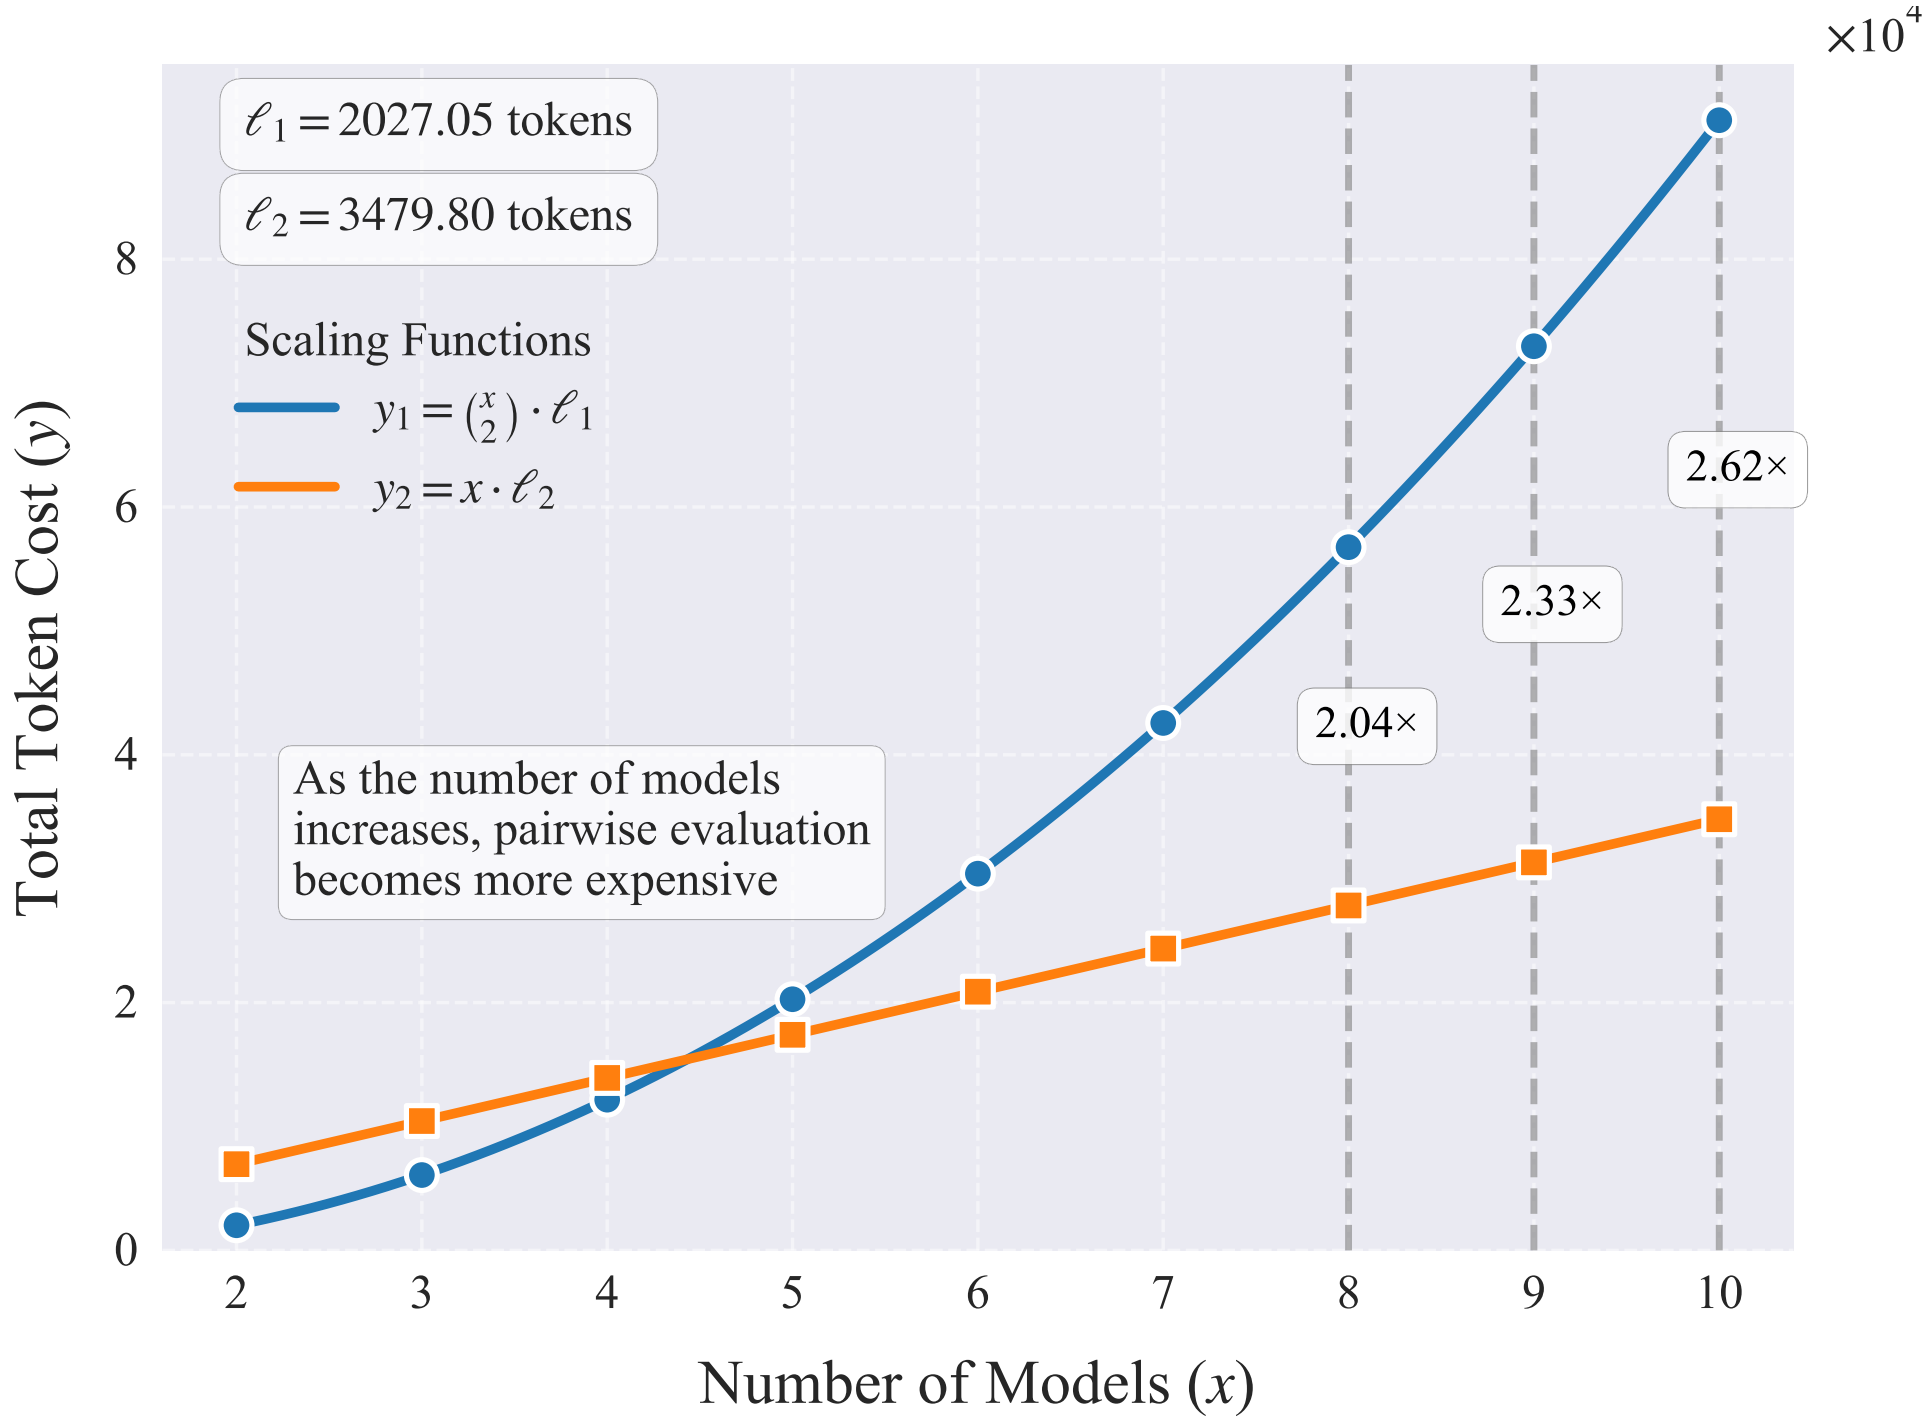 ×10⁴
ℓ₁ = 2027.05 tokens
ℓ₂ = 3479.80 tokens
Scaling Functions
y₁ = (x 2) · ℓ₁
y₂ = x · ℓ₂
As the number of models
increases, pairwise evaluation
becomes more expensive
2.04×
2.33×
2.62×
Total Token Cost (y)
8
6
4
2
0
2 3 4 5 6 7 8 9 10
Number of Models (x)